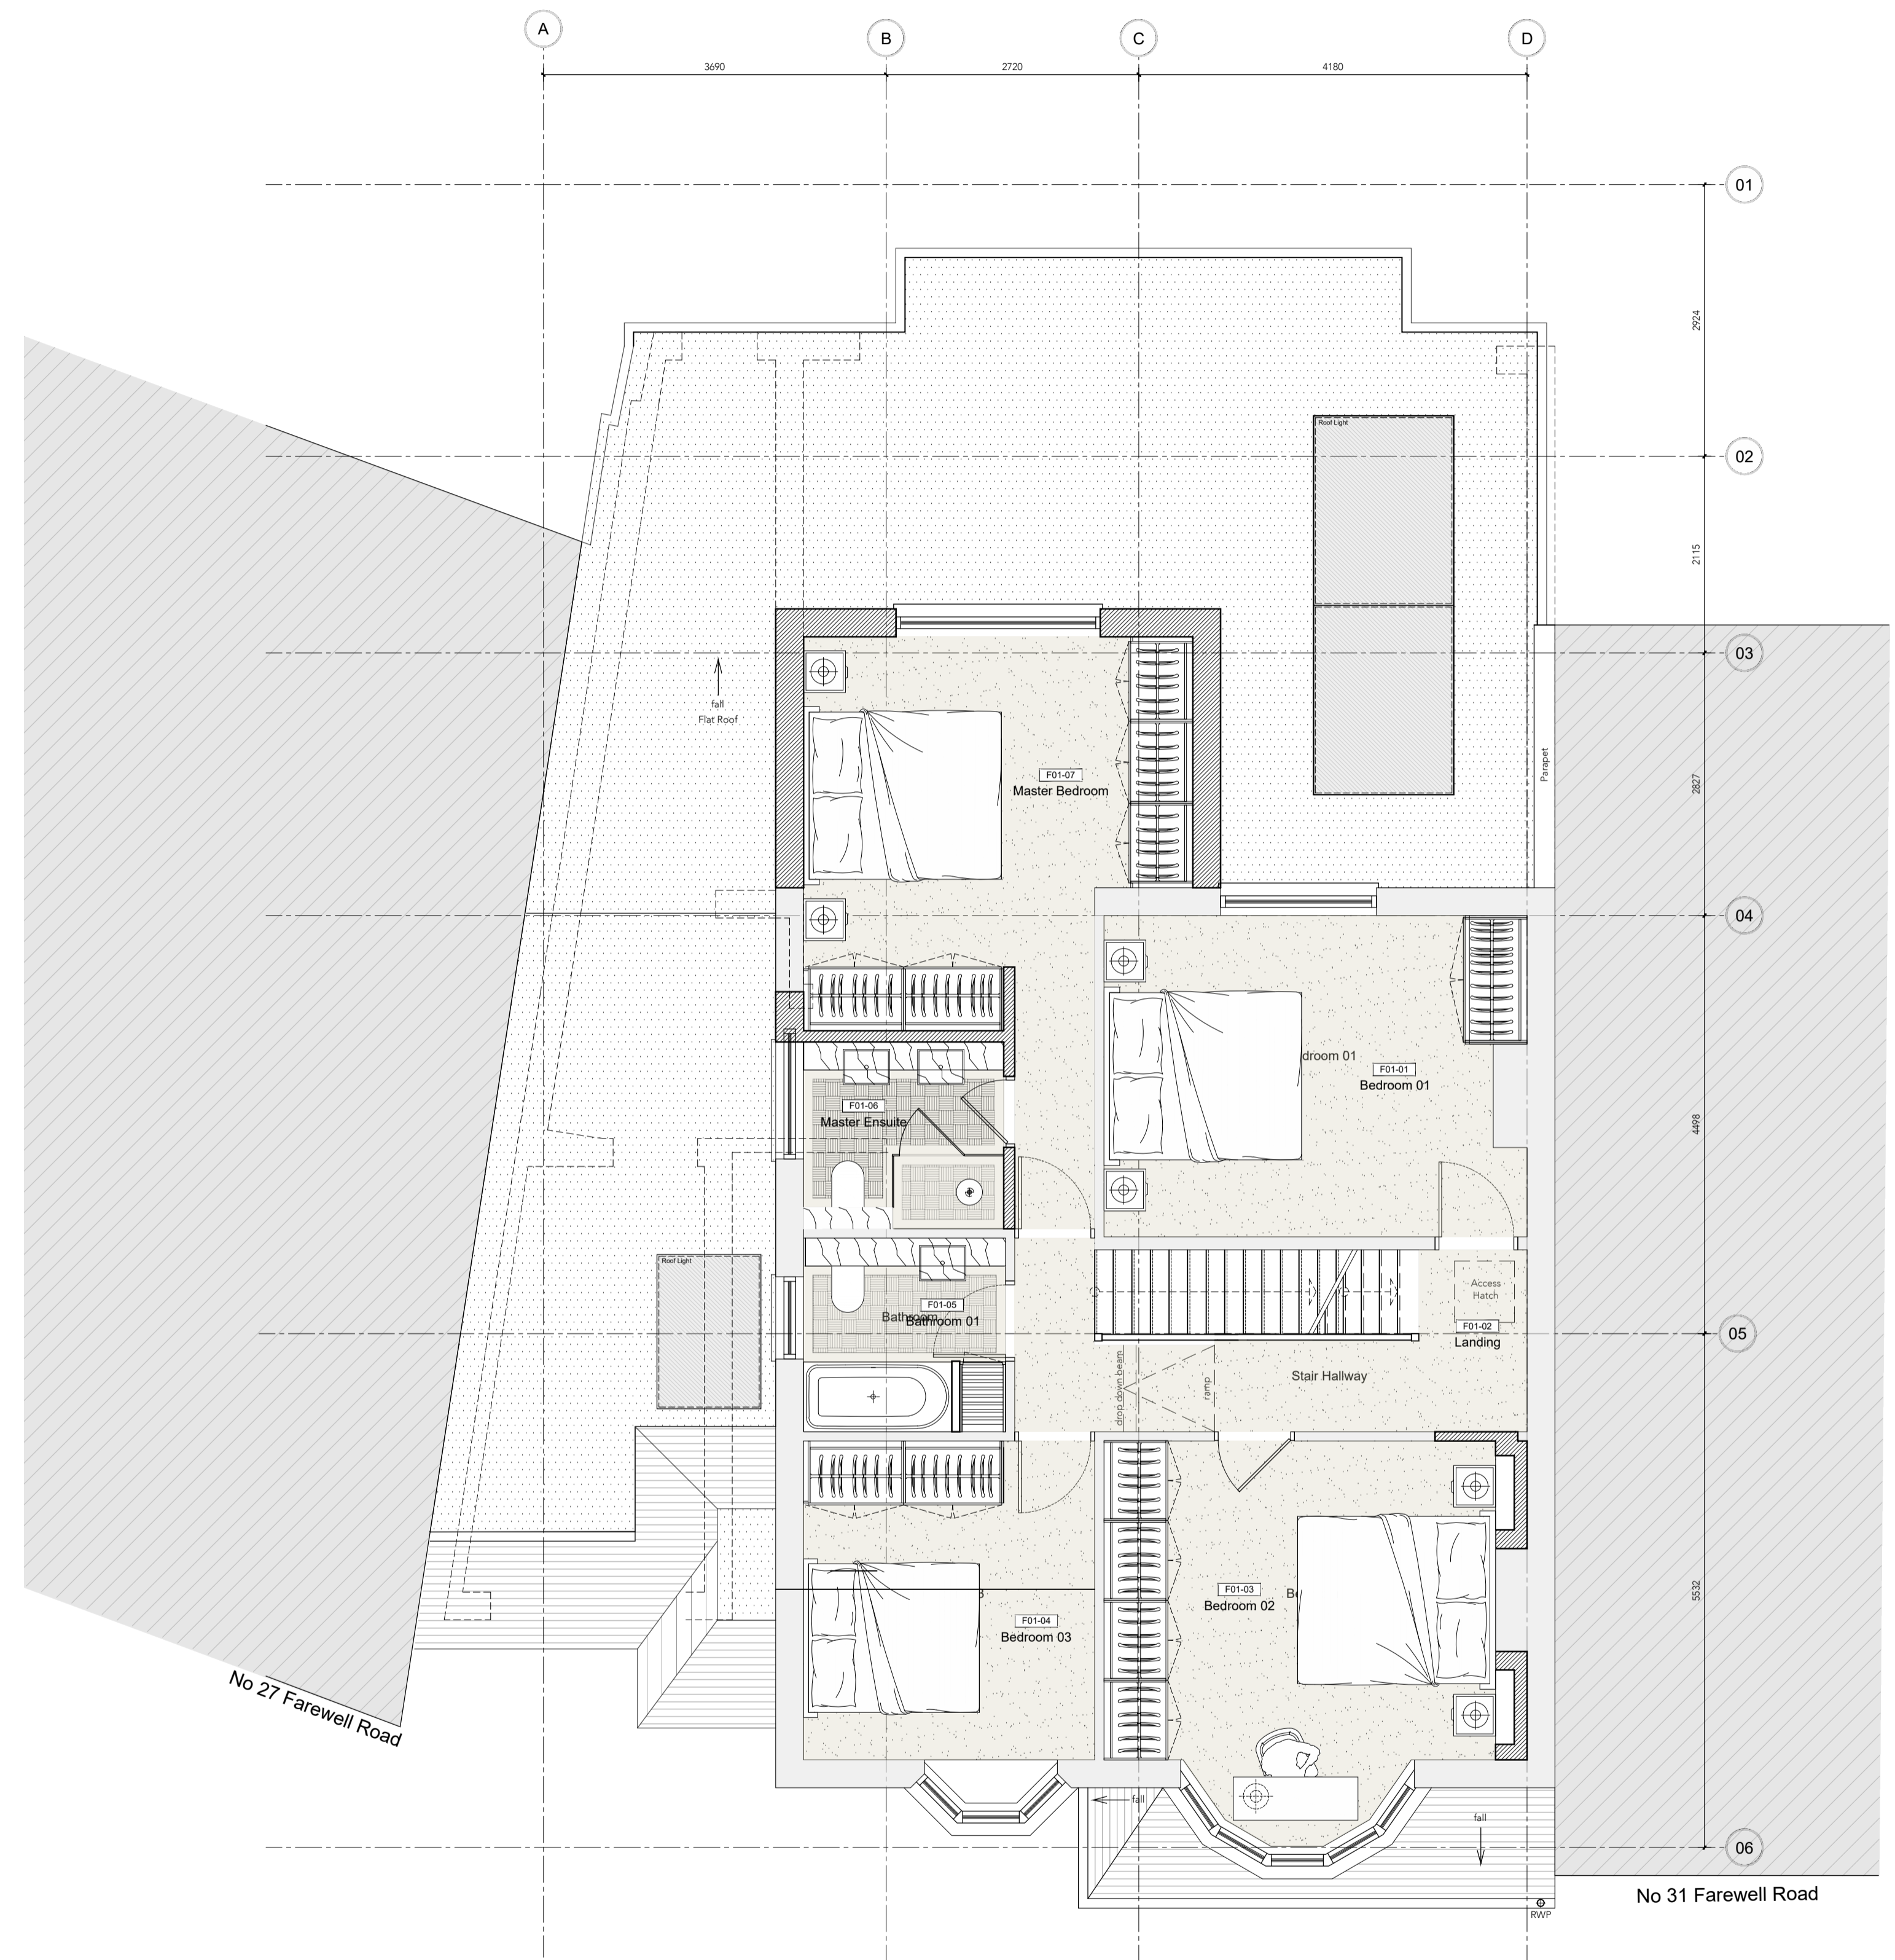 A
B
C
D
3690
2720
4180
01
2924
Roof Light
02
2115
03
fall
Flat Roof
Parapet
F01-07
Master Bedroom
2827
04
droom 01
F01-01
Bedroom 01
F01-06
Master Ensuite
4498
Roof Light
Access
Hatch
F01-05
Bathroom
Bathroom 01
F01-02
Landing
05
drop down beam
ramp
Stair Hallway
F01-03
Bedroom 02
Be
3
F01-04
Bedroom 03
5532
No 27 Farewell Road
fall
fall
06
No 31 Farewell Road
RWP